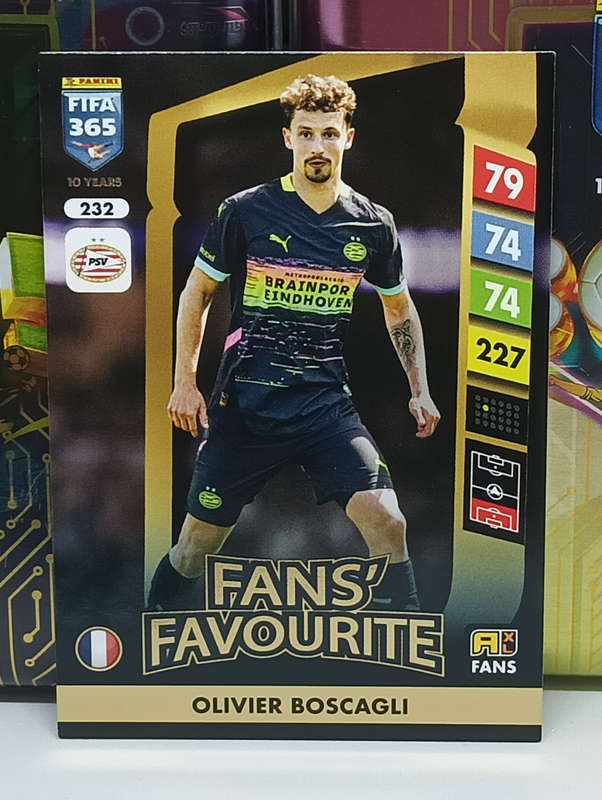 PANINI
FIFA
365
10 YEARS
232
PSV
79
74
74
227
METROPOOLREGIO
BRAINPORT
EINDHOVEN
FANS'
FAVOURITE
AXL
FANS
OLIVIER BOSCAGLI